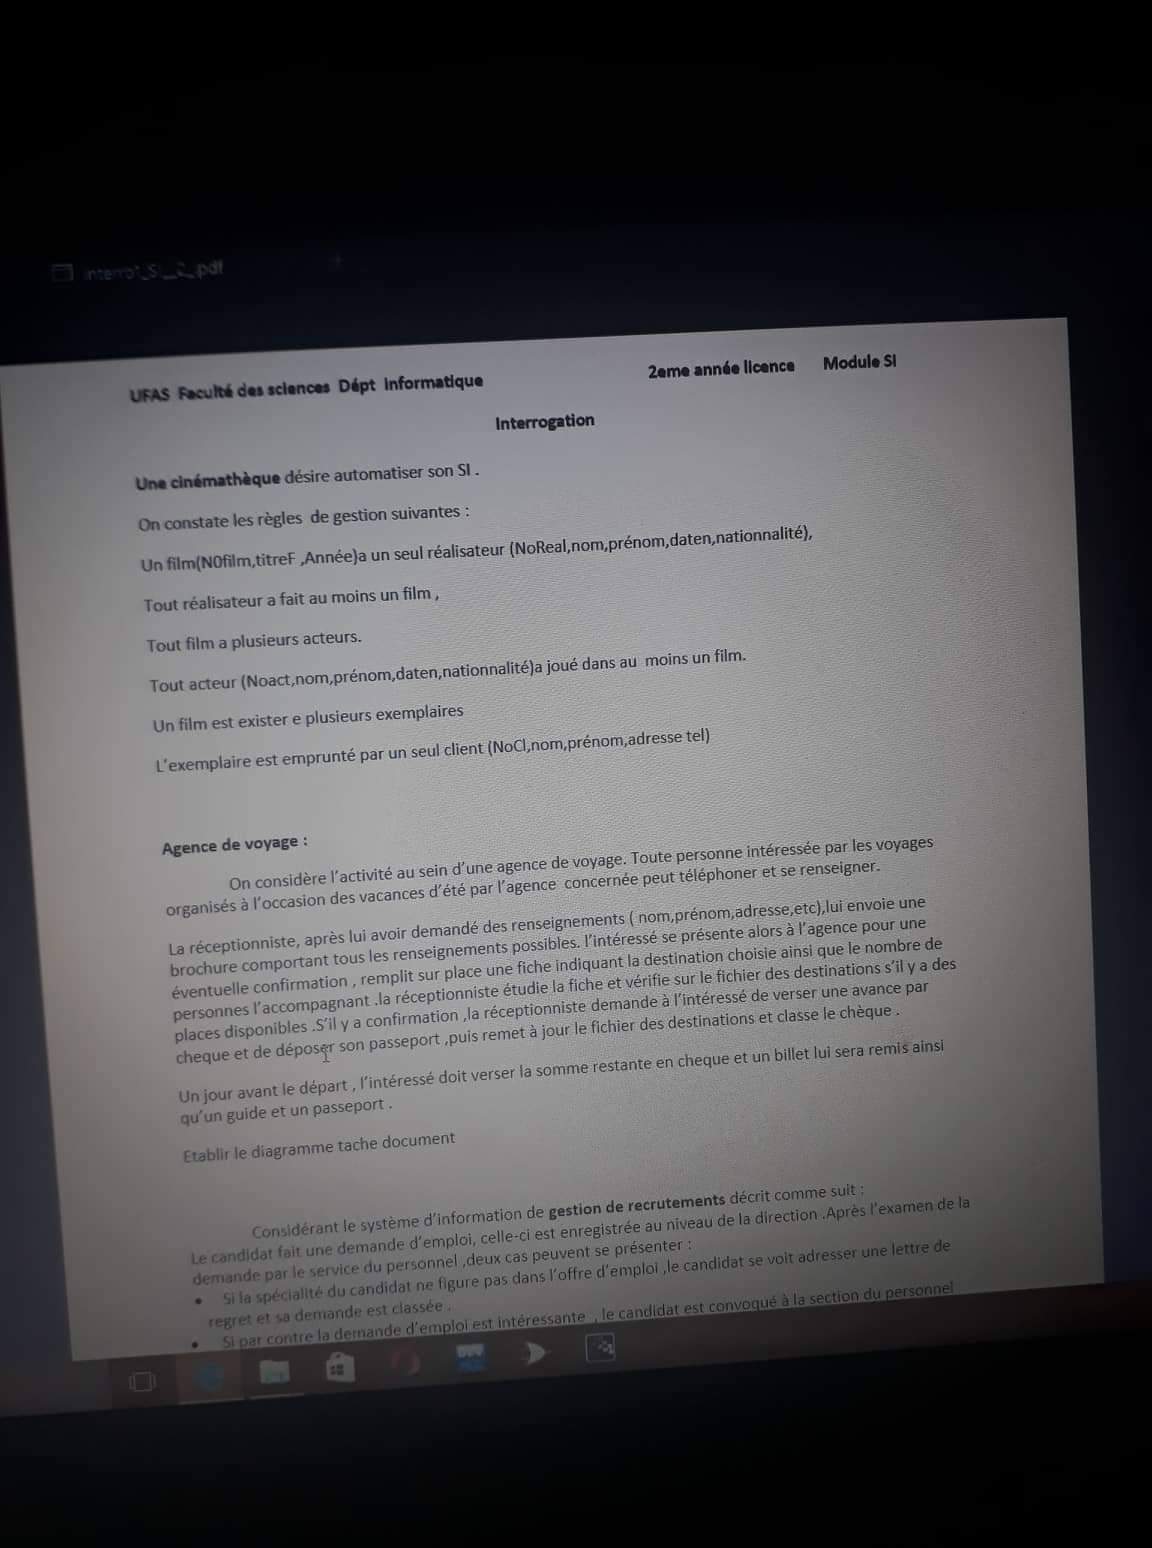 UFAS Faculté des sciences Dépt informatique 2eme année licence Module SI
Interrogation
Une cinémathèque désire automatiser son SI .
On constate les règles de gestion suivantes :
Un film(N0film,titreF ,Année)a un seul réalisateur (NoReal,nom,prénom,daten,nationnalité),
Tout réalisateur a fait au moins un film ,
Tout film a plusieurs acteurs.
Tout acteur (Noact,nom,prénom,daten,nationnalité)a joué dans au moins un film.
Un film est exister e plusieurs exemplaires
L’exemplaire est emprunté par un seul client (NoCl,nom,prénom,adresse tel)
Agence de voyage :
On considère l’activité au sein d’une agence de voyage. Toute personne intéressée par les voyages
organisés à l’occasion des vacances d’été par l’agence concernée peut téléphoner et se renseigner.
La réceptionniste, après lui avoir demandé des renseignements ( nom,prénom,adresse,etc),lui envoie une
brochure comportant tous les renseignements possibles. l’intéressé se présente alors à l’agence pour une
éventuelle confirmation , remplit sur place une fiche indiquant la destination choisie ainsi que le nombre de
personnes l’accompagnant .la réceptionniste étudie la fiche et vérifie sur le fichier des destinations s’il y a des
places disponibles .S’il y a confirmation ,la réceptionniste demande à l’intéressé de verser une avance par
cheque et de déposer son passeport ,puis remet à jour le fichier des destinations et classe le chèque .
Un jour avant le départ , l’intéressé doit verser la somme restante en cheque et un billet lui sera remis ainsi
qu’un guide et un passeport .
Etablir le diagramme tache document
Considérant le système d’information de gestion de recrutements décrit comme suit :
Le candidat fait une demande d’emploi, celle-ci est enregistrée au niveau de la direction .Après l’examen de la
demande par le service du personnel ,deux cas peuvent se présenter :
• Si la spécialité du candidat ne figure pas dans l’offre d’emploi ,le candidat se voit adresser une lettre de
regret et sa demande est classée .
• Si par contre la demande d’emploi est intéressante , le candidat est convoqué à la section du personnel